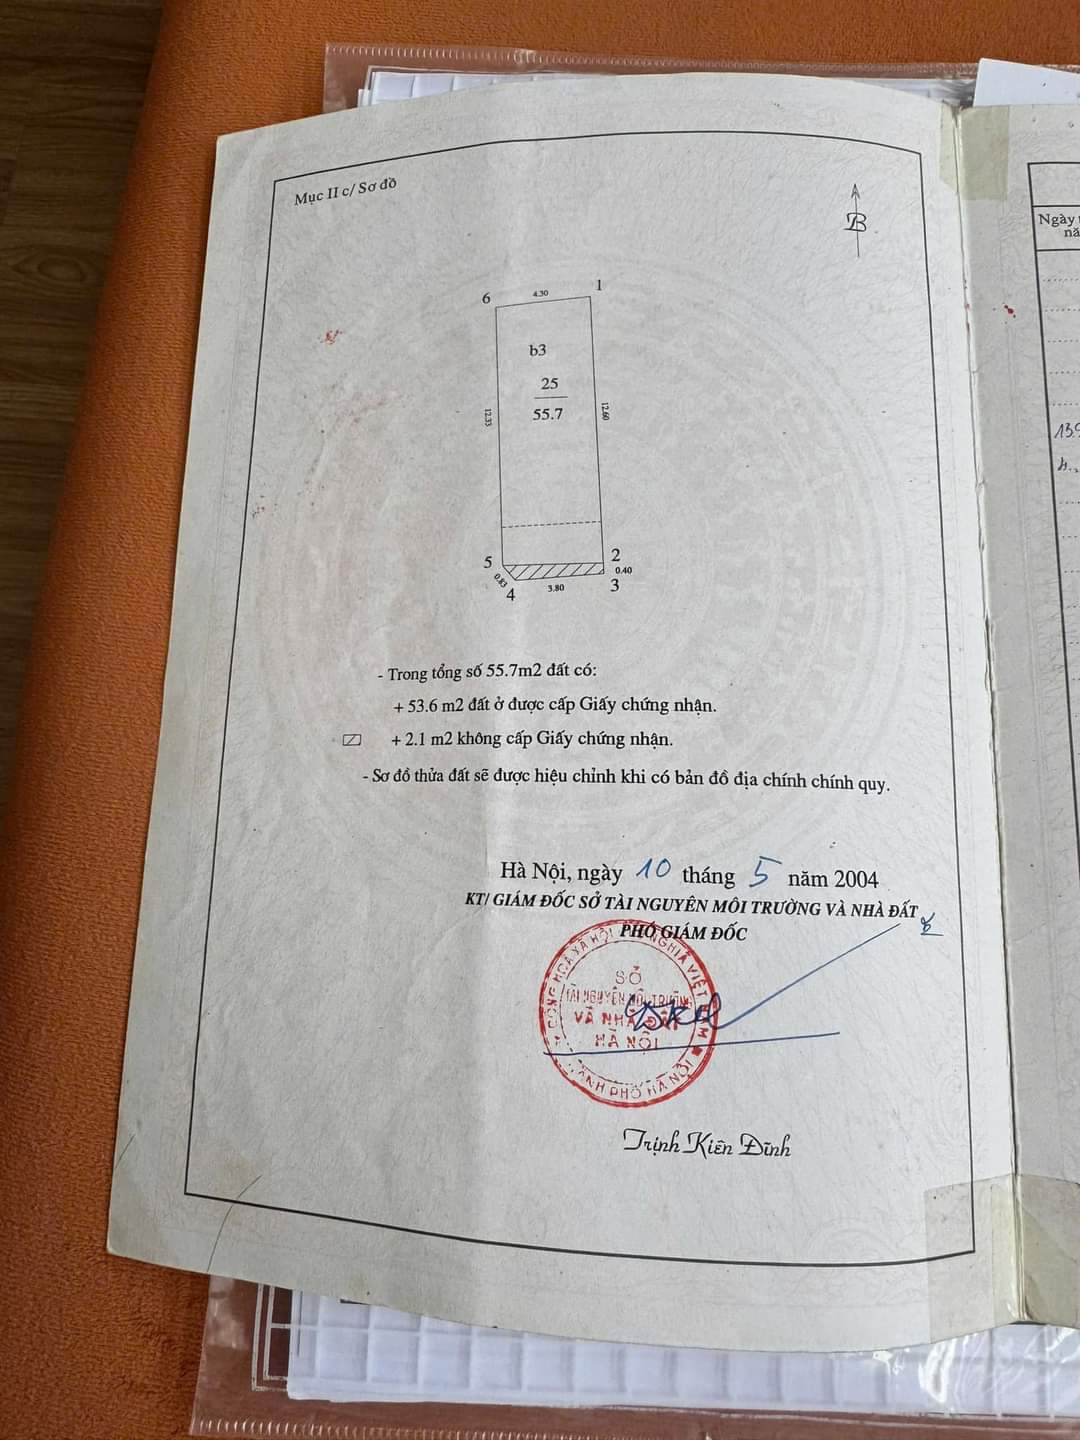 Mục II c/ Sơ đồ
B
6
4.30
1
b3
25
55.7
12.33
12.60
5
2
0.40
0.83
4
3.80
3
- Trong tổng số 55.7m2 đất có:
+ 53.6 m2 đất ở được cấp Giấy chứng nhận.
+ 2.1 m2 không cấp Giấy chứng nhận.
- Sơ đồ thửa đất sẽ được hiệu chỉnh khi có bản đồ địa chính chính quy.
Hà Nội, ngày 10 tháng 5 năm 2004
KT/ GIÁM ĐỐC SỞ TÀI NGUYÊN MÔI TRƯỜNG VÀ NHÀ ĐẤT
PHÓ GIÁM ĐỐC
SỞ
TÀI NGUYÊN MÔI TRƯỜNG
VÀ NHÀ ĐẤT
HÀ NỘI
THÀNH PHỐ HÀ NỘI
Trịnh Kiên Đĩnh
Ngày